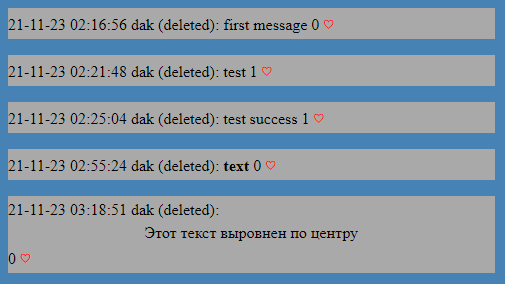 21-11-23 02:16:56 dak (deleted): first message 0 ♡
21-11-23 02:21:48 dak (deleted): test 1 ♡
21-11-23 02:25:04 dak (deleted): test success 1 ♡
21-11-23 02:55:24 dak (deleted): text 0 ♡
21-11-23 03:18:51 dak (deleted):
Этот текст выровнен по центру
0 ♡